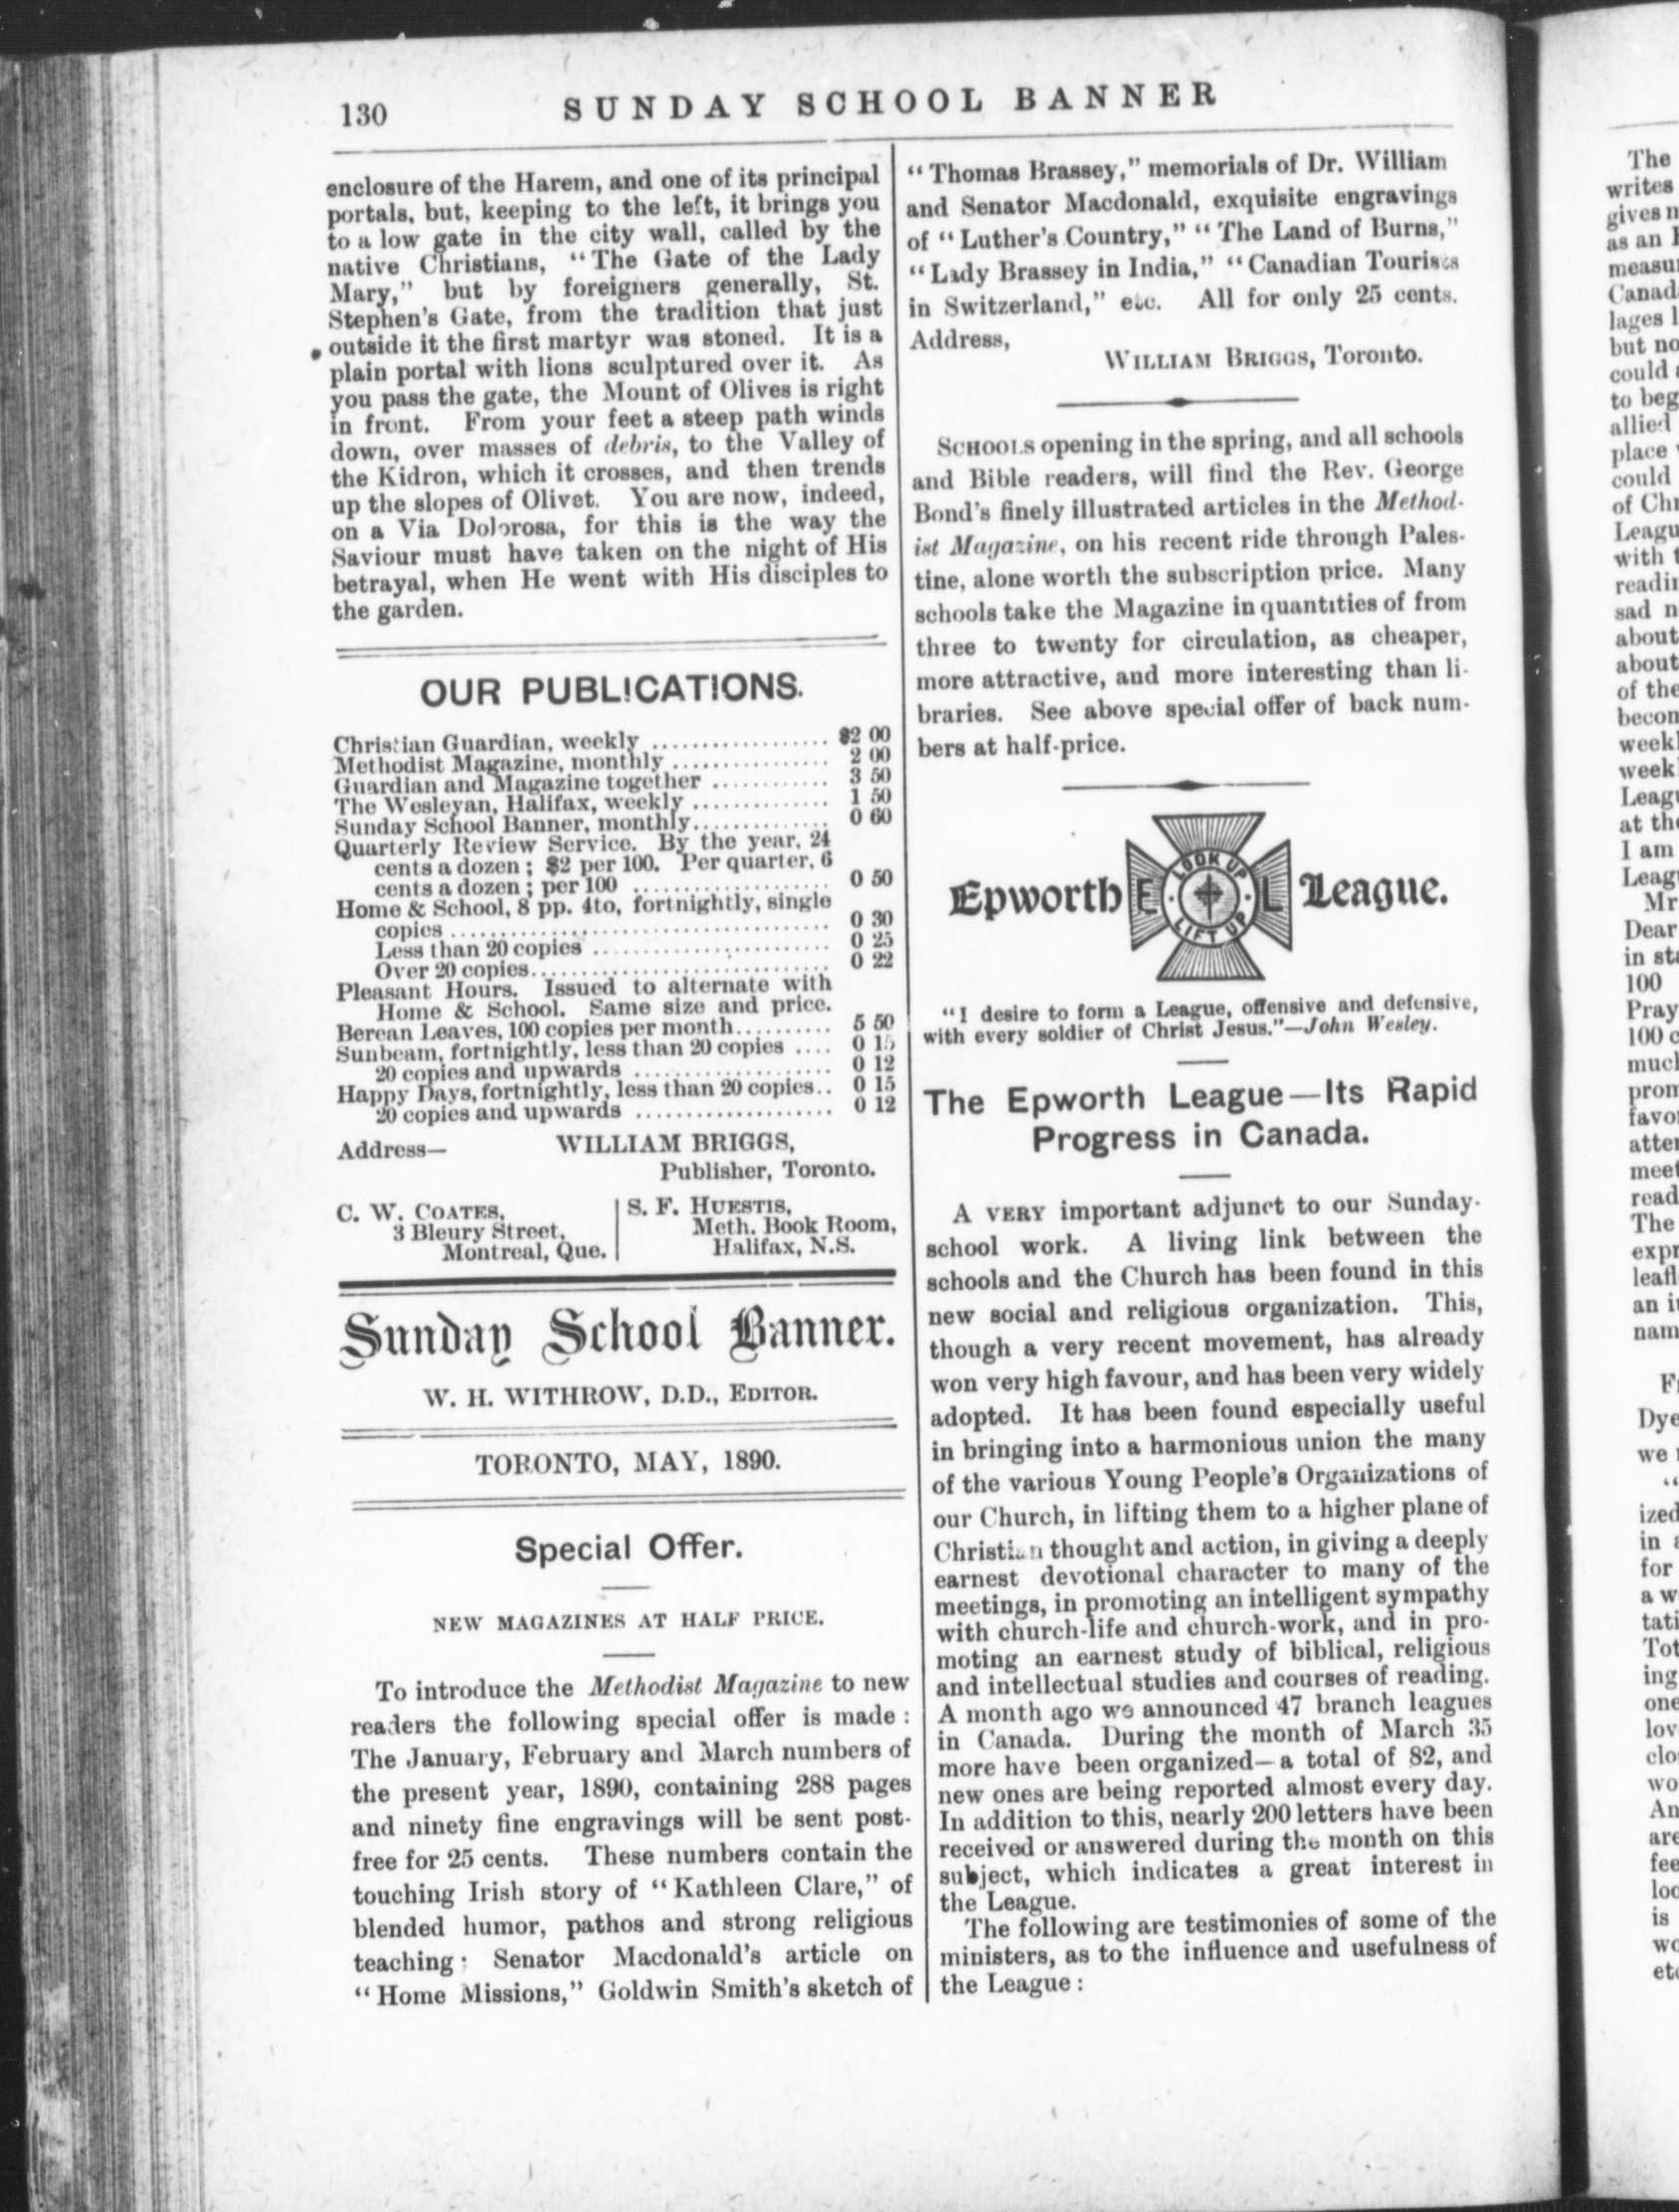 130 SUNDAY SCHOOL BANNER
enclosure of the Harem, and one of its principal
portals, but, keeping to the left, it brings you
to a low gate in the city wall, called by the
native Christians, "The Gate of the Lady
Mary," but by foreigners generally, St.
Stephen's Gate, from the tradition that just
outside it the first martyr was stoned. It is a
plain portal with lions sculptured over it. As
you pass the gate, the Mount of Olives is right
in front. From your feet a steep path winds
down, over masses of debris, to the Valley of
the Kidron, which it crosses, and then trends
up the slopes of Olivet. You are now, indeed,
on a Via Dolorosa, for this is the way the
Saviour must have taken on the night of His
betrayal, when He went with His disciples to
the garden.
OUR PUBLICATIONS.
Christian Guardian, weekly .................. $2 00
Methodist Magazine, monthly ................ 2 00
Guardian and Magazine together ............ 3 50
The Wesleyan, Halifax, weekly .............. 1 50
Sunday School Banner, monthly.............. 0 60
Quarterly Review Service. By the year, 24
cents a dozen; $2 per 100. Per quarter, 6
cents a dozen; per 100 .................... 0 50
Home & School, 8 pp. 4to, fortnightly, single
copies ...................................... 0 30
Less than 20 copies ........................ 0 25
Over 20 copies.............................. 0 22
Pleasant Hours. Issued to alternate with
Home & School. Same size and price.
Berean Leaves, 100 copies per month.......... 5 50
Sunbeam, fortnightly, less than 20 copies .... 0 15
20 copies and upwards .................... 0 12
Happy Days, fortnightly, less than 20 copies.. 0 15
20 copies and upwards .................... 0 12
Address— WILLIAM BRIGGS,
Publisher, Toronto.
C. W. COATES,
3 Bleury Street,
Montreal, Que.
S. F. HUESTIS,
Meth. Book Room,
Halifax, N.S.
Sunday School Banner.
W. H. WITHROW, D.D., EDITOR.
TORONTO, MAY, 1890.
Special Offer.
NEW MAGAZINES AT HALF PRICE.
To introduce the Methodist Magazine to new
readers the following special offer is made:
The January, February and March numbers of
the present year, 1890, containing 288 pages
and ninety fine engravings will be sent post-
free for 25 cents. These numbers contain the
touching Irish story of "Kathleen Clare," of
blended humor, pathos and strong religious
teaching; Senator Macdonald's article on
"Home Missions," Goldwin Smith's sketch of
"Thomas Brassey," memorials of Dr. William
and Senator Macdonald, exquisite engravings
of "Luther's Country," "The Land of Burns,"
"Lady Brassey in India," "Canadian Tourists
in Switzerland," etc. All for only 25 cents.
Address,
WILLIAM BRIGGS, Toronto.
SCHOOLS opening in the spring, and all schools
and Bible readers, will find the Rev. George
Bond's finely illustrated articles in the Method-
ist Magazine, on his recent ride through Pales-
tine, alone worth the subscription price. Many
schools take the Magazine in quantities of from
three to twenty for circulation, as cheaper,
more attractive, and more interesting than li-
braries. See above special offer of back num-
bers at half-price.
Epworth E LOOK UP LIFT UP L League.
"I desire to form a League, offensive and defensive,
with every soldier of Christ Jesus."—John Wesley.
The Epworth League—Its Rapid
Progress in Canada.
A VERY important adjunct to our Sunday-
school work. A living link between the
schools and the Church has been found in this
new social and religious organization. This,
though a very recent movement, has already
won very high favour, and has been very widely
adopted. It has been found especially useful
in bringing into a harmonious union the many
of the various Young People's Organizations of
our Church, in lifting them to a higher plane of
Christian thought and action, in giving a deeply
earnest devotional character to many of the
meetings, in promoting an intelligent sympathy
with church-life and church-work, and in pro-
moting an earnest study of biblical, religious
and intellectual studies and courses of reading.
A month ago we announced 47 branch leagues
in Canada. During the month of March 35
more have been organized—a total of 82, and
new ones are being reported almost every day.
In addition to this, nearly 200 letters have been
received or answered during the month on this
subject, which indicates a great interest in
the League.
The following are testimonies of some of the
ministers, as to the influence and usefulness of
the League: